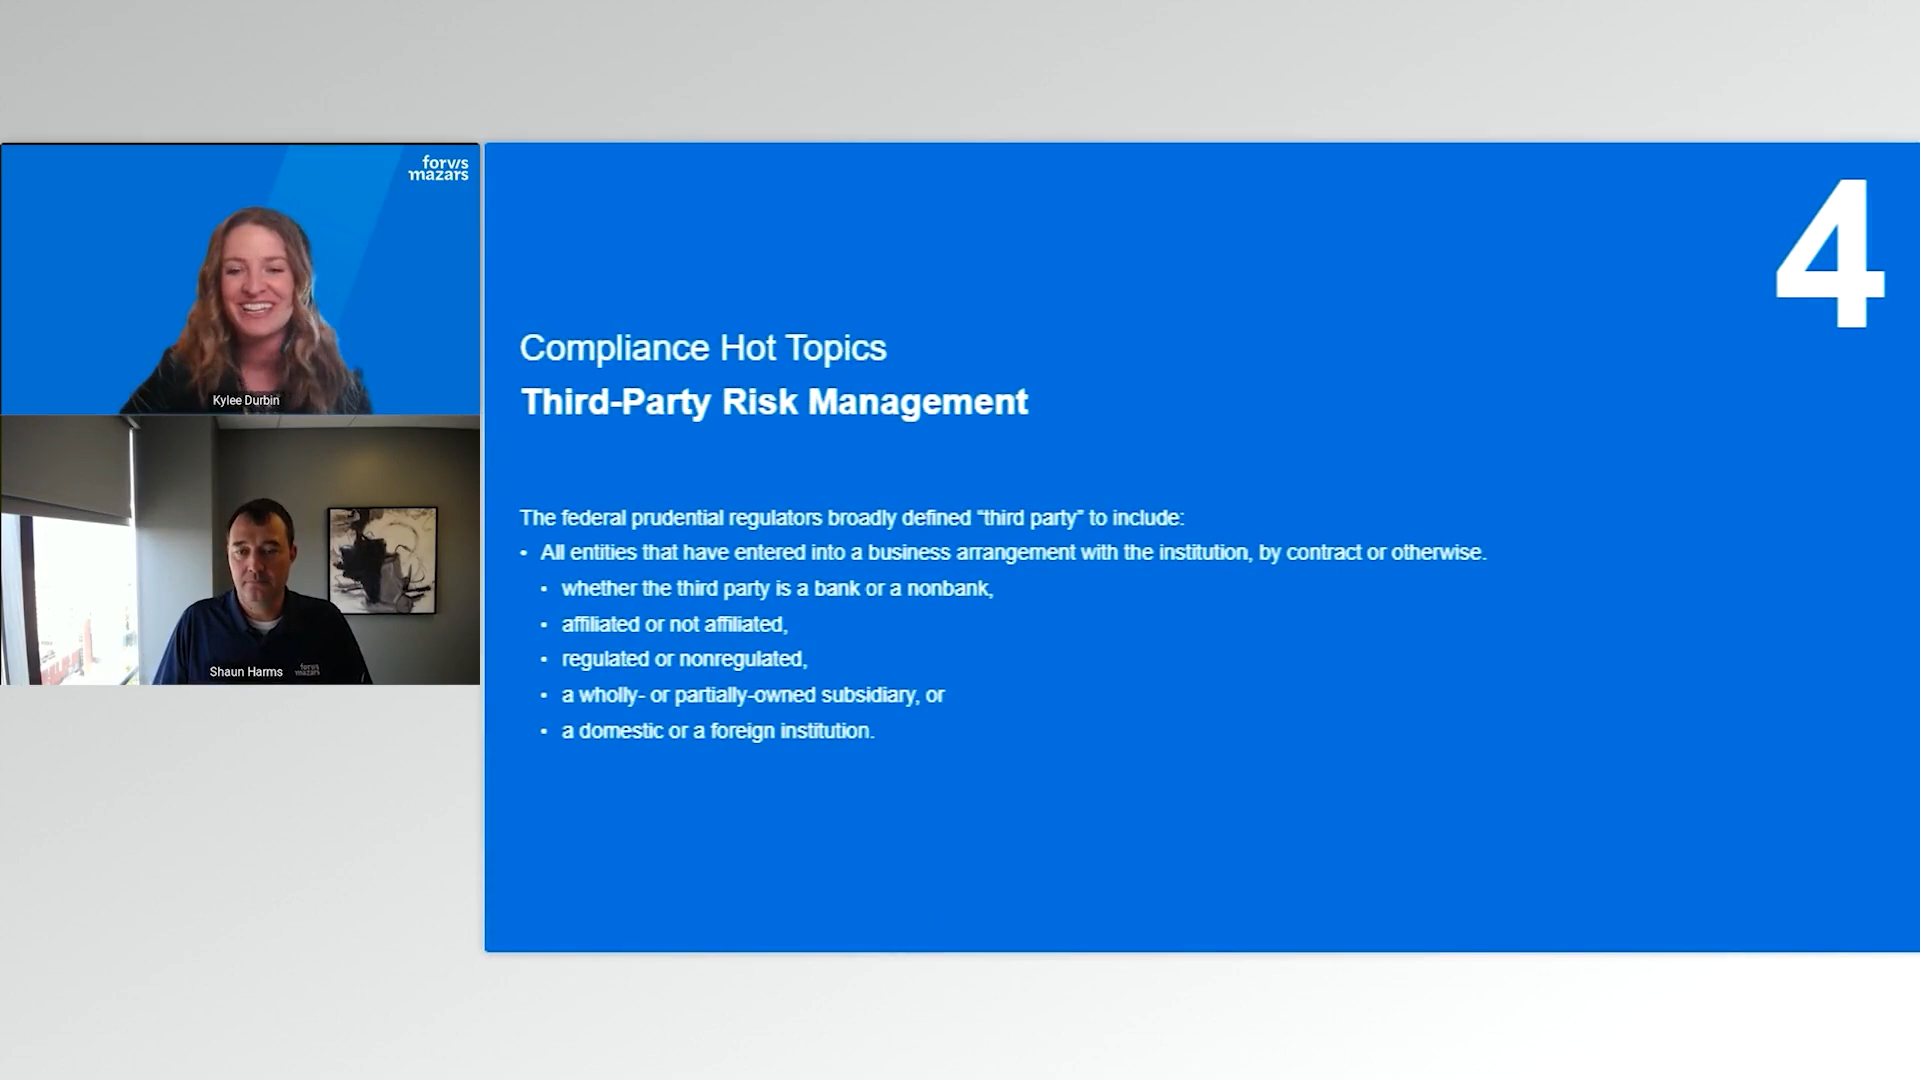 forvs
mazars
Kylee Durbin
Shaun Harms
forvs
mazars
4
Compliance Hot Topics
Third-Party Risk Management
The federal prudential regulators broadly defined “third party” to include:
• All entities that have entered into a business arrangement with the institution, by contract or otherwise.
• whether the third party is a bank or a nonbank,
• affiliated or not affiliated,
• regulated or nonregulated,
• a wholly- or partially-owned subsidiary, or
• a domestic or a foreign institution.